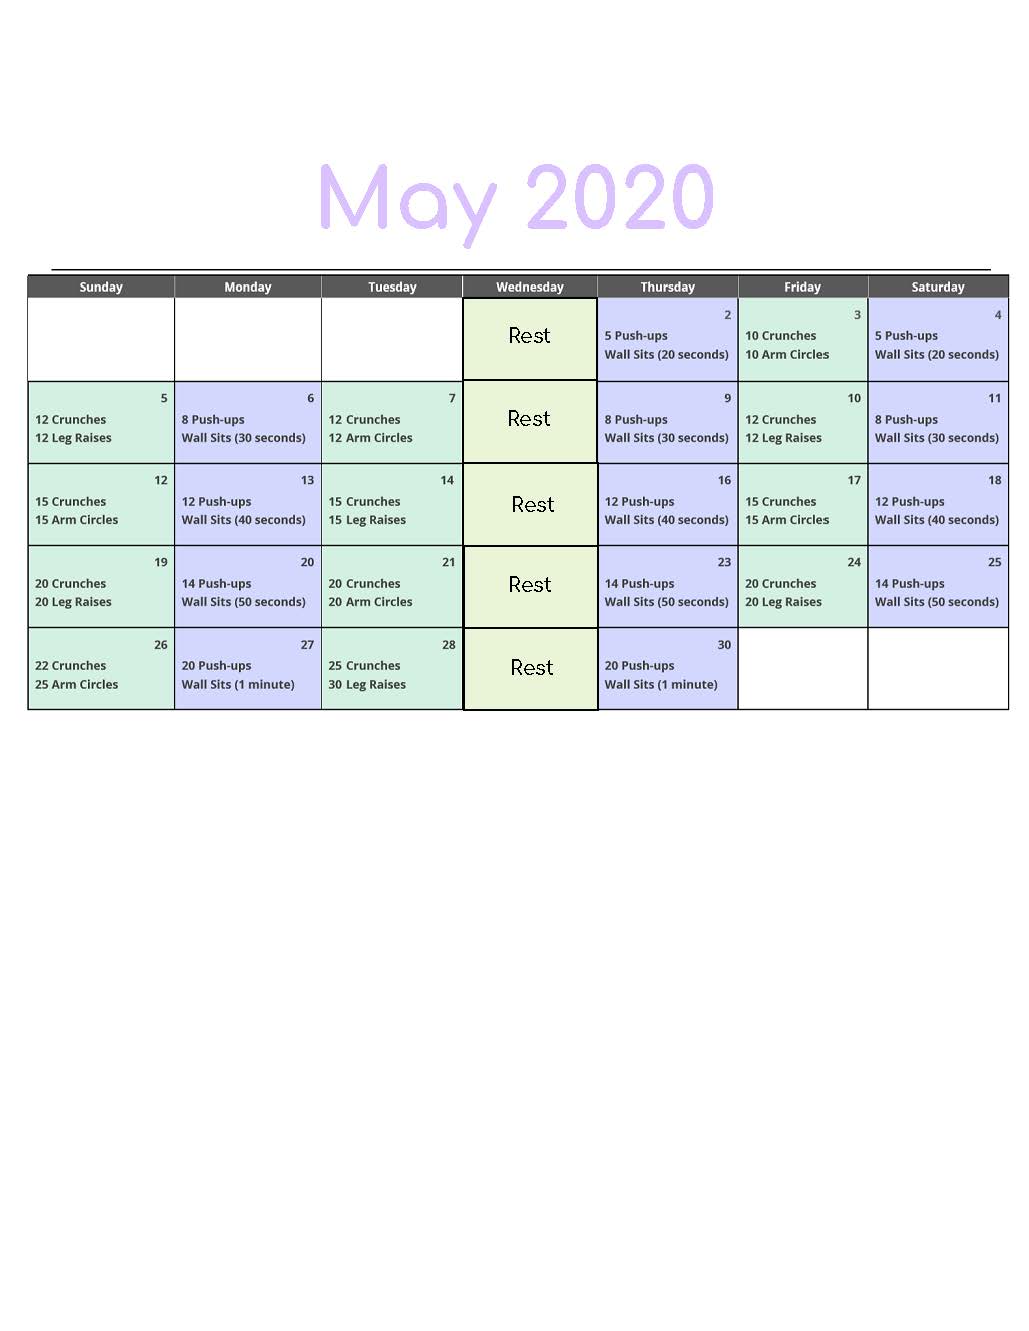 May 2020
Sunday Monday Tuesday Wednesday Thursday Friday Saturday
Rest
2
5 Push-ups
Wall Sits (20 seconds)
3
10 Crunches
10 Arm Circles
4
5 Push-ups
Wall Sits (20 seconds)
5
12 Crunches
12 Leg Raises
6
8 Push-ups
Wall Sits (30 seconds)
7
12 Crunches
12 Arm Circles
Rest
9
8 Push-ups
Wall Sits (30 seconds)
10
12 Crunches
12 Leg Raises
11
8 Push-ups
Wall Sits (30 seconds)
12
15 Crunches
15 Arm Circles
13
12 Push-ups
Wall Sits (40 seconds)
14
15 Crunches
15 Leg Raises
Rest
16
12 Push-ups
Wall Sits (40 seconds)
17
15 Crunches
15 Arm Circles
18
12 Push-ups
Wall Sits (40 seconds)
19
20 Crunches
20 Leg Raises
20
14 Push-ups
Wall Sits (50 seconds)
21
20 Crunches
20 Arm Circles
Rest
23
14 Push-ups
Wall Sits (50 seconds)
24
20 Crunches
20 Leg Raises
25
14 Push-ups
Wall Sits (50 seconds)
26
22 Crunches
25 Arm Circles
27
20 Push-ups
Wall Sits (1 minute)
28
25 Crunches
30 Leg Raises
Rest
30
20 Push-ups
Wall Sits (1 minute)